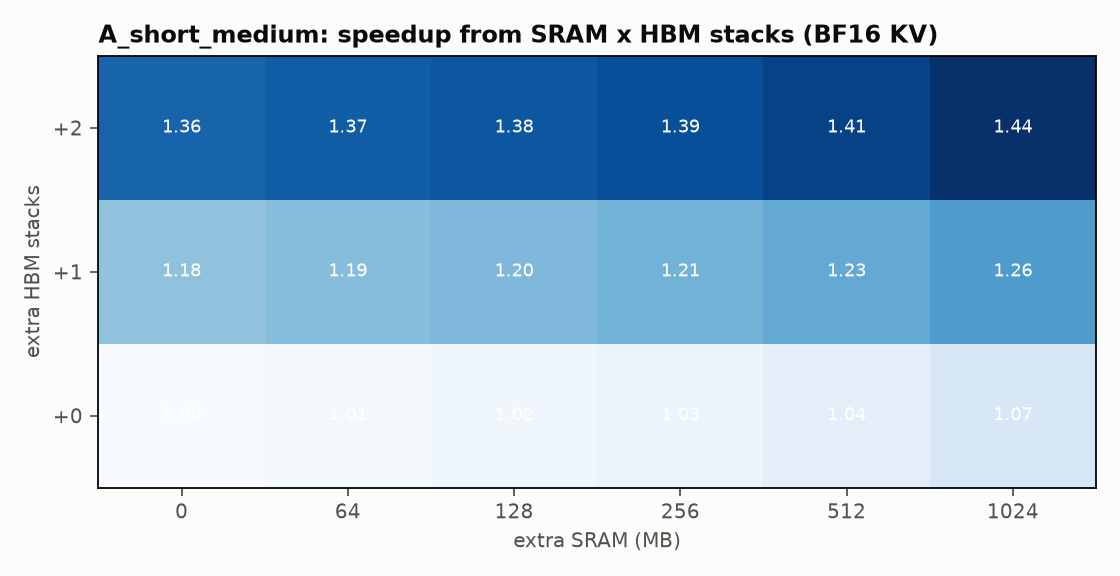 A_short_medium: speedup from SRAM x HBM stacks (BF16 KV)
extra HBM stacks
+2
1.36 1.37 1.38 1.39 1.41 1.44
+1
1.18 1.19 1.20 1.21 1.23 1.26
+0
1.00 1.01 1.02 1.03 1.04 1.07
0 64 128 256 512 1024
extra SRAM (MB)